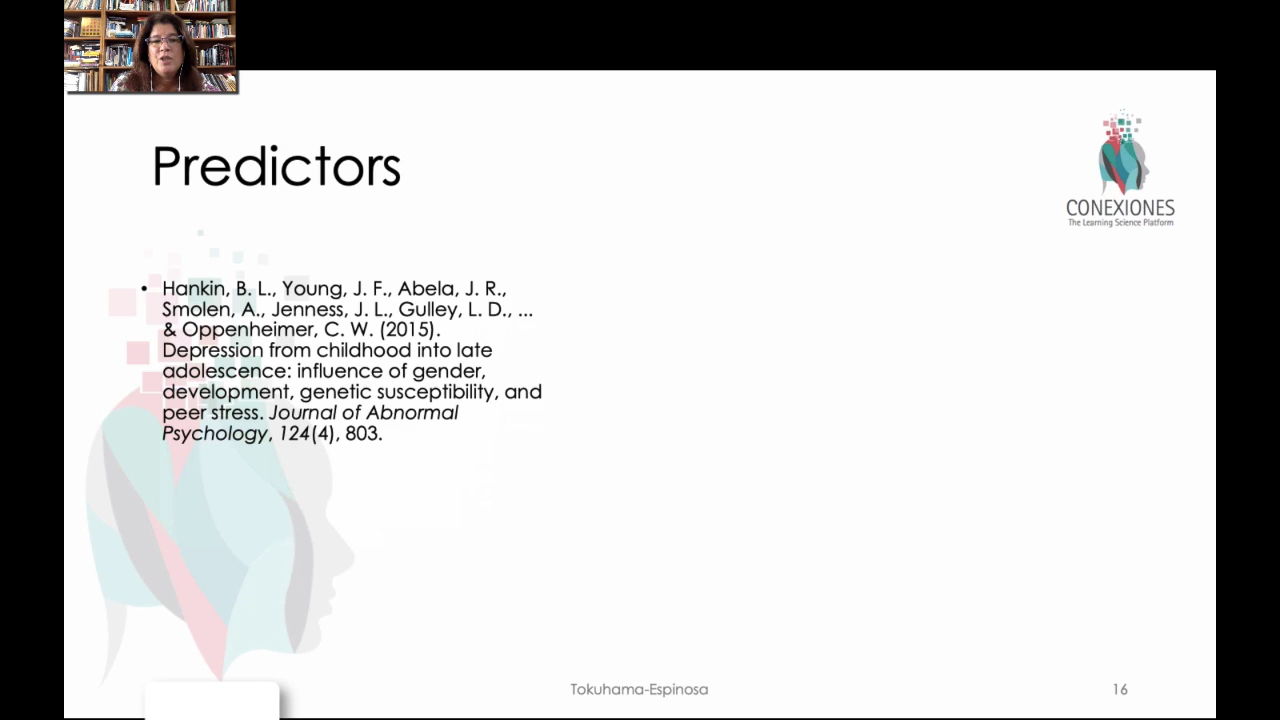 Predictors
CONEXIONES
The Learning Science Platform
• Hankin, B. L., Young, J. F., Abela, J. R.,
Smolen, A., Jenness, J. L., Gulley, L. D., ...
& Oppenheimer, C. W. (2015).
Depression from childhood into late
adolescence: influence of gender,
development, genetic susceptibility, and
peer stress. Journal of Abnormal
Psychology, 124(4), 803.
Tokuhama-Espinosa
16